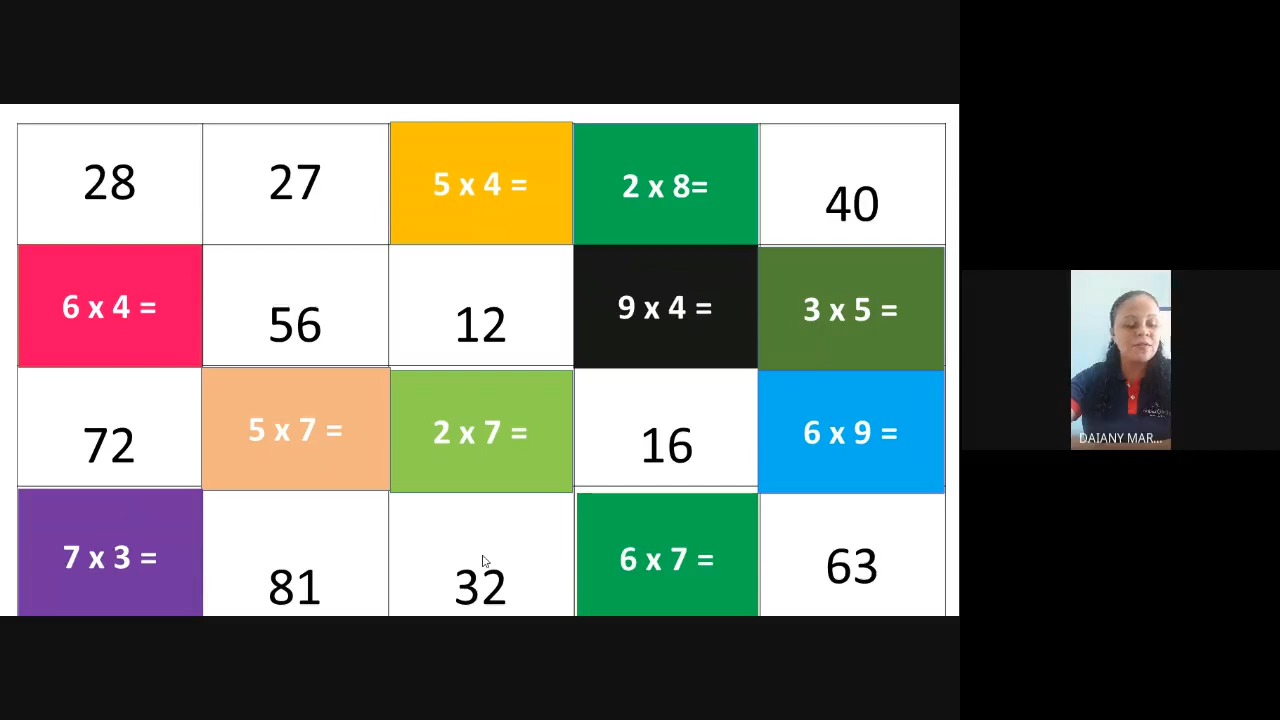 28
27
5 x 4 =
2 x 8=
40
6 x 4 =
56
12
9 x 4 =
3 x 5 =
72
5 x 7 =
2 x 7 =
16
6 x 9 =
7 x 3 =
81
32
6 x 7 =
63
DAIANY MAR...